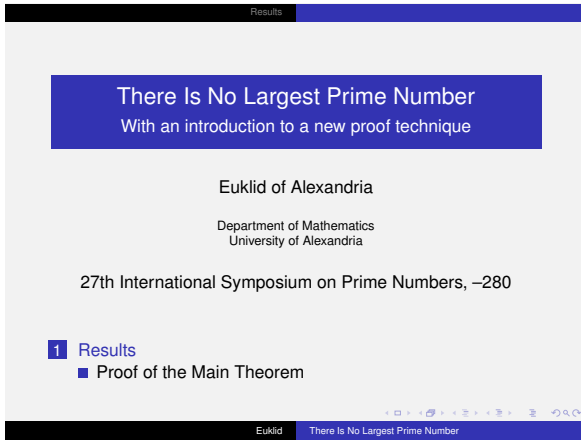 Results
There Is No Largest Prime Number
With an introduction to a new proof technique
Euklid of Alexandria
Department of Mathematics
University of Alexandria
27th International Symposium on Prime Numbers, –280
1 Results
Proof of the Main Theorem
Euklid There Is No Largest Prime Number